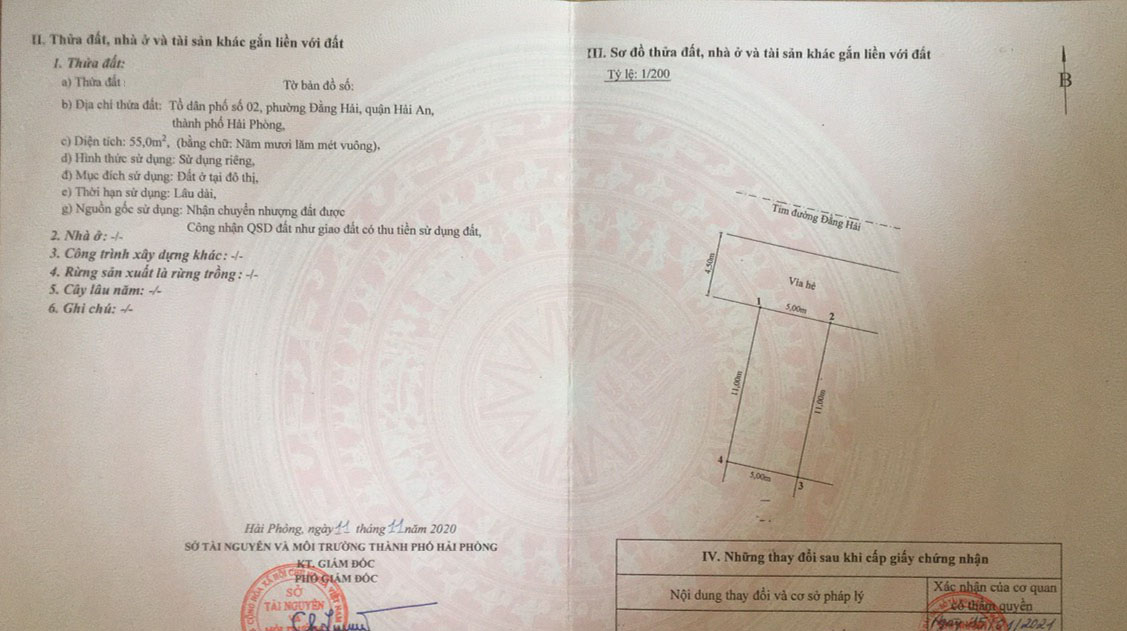 II. Thửa đất, nhà ở và tài sản khác gắn liền với đất
1. Thửa đất:
a) Thửa đất : Tờ bản đồ số:
b) Địa chỉ thửa đất: Tổ dân phố số 02, phường Đằng Hải, quận Hải An,
thành phố Hải Phòng,
c) Diện tích: 55,0m², (bằng chữ: Năm mươi lăm mét vuông),
d) Hình thức sử dụng: Sử dụng riêng,
đ) Mục đích sử dụng: Đất ở tại đô thị,
e) Thời hạn sử dụng: Lâu dài,
g) Nguồn gốc sử dụng: Nhận chuyển nhượng đất được
Công nhận QSD đất như giao đất có thu tiền sử dụng đất,
2. Nhà ở: -/-
3. Công trình xây dựng khác: -/-
4. Rừng sản xuất là rừng trồng: -/-
5. Cây lâu năm: -/-
6. Ghi chú: -/-
Hải Phòng, ngày 11 tháng 11 năm 2020
SỞ TÀI NGUYÊN VÀ MÔI TRƯỜNG THÀNH PHỐ HẢI PHÒNG
KT. GIÁM ĐỐC
PHÓ GIÁM ĐỐC
SỞ
TÀI NGUYÊN
III. Sơ đồ thửa đất, nhà ở và tài sản khác gắn liền với đất
Tỷ lệ: 1/200
B
Tim đường Đằng Hải
4,50m
Vỉa hè
1
5,00m
2
11,00m
11,00m
4
5,00m
3
IV. Những thay đổi sau khi cấp giấy chứng nhận
Nội dung thay đổi và cơ sở pháp lý
Xác nhận của cơ quan
có thẩm quyền
Ngày 15/01/2021